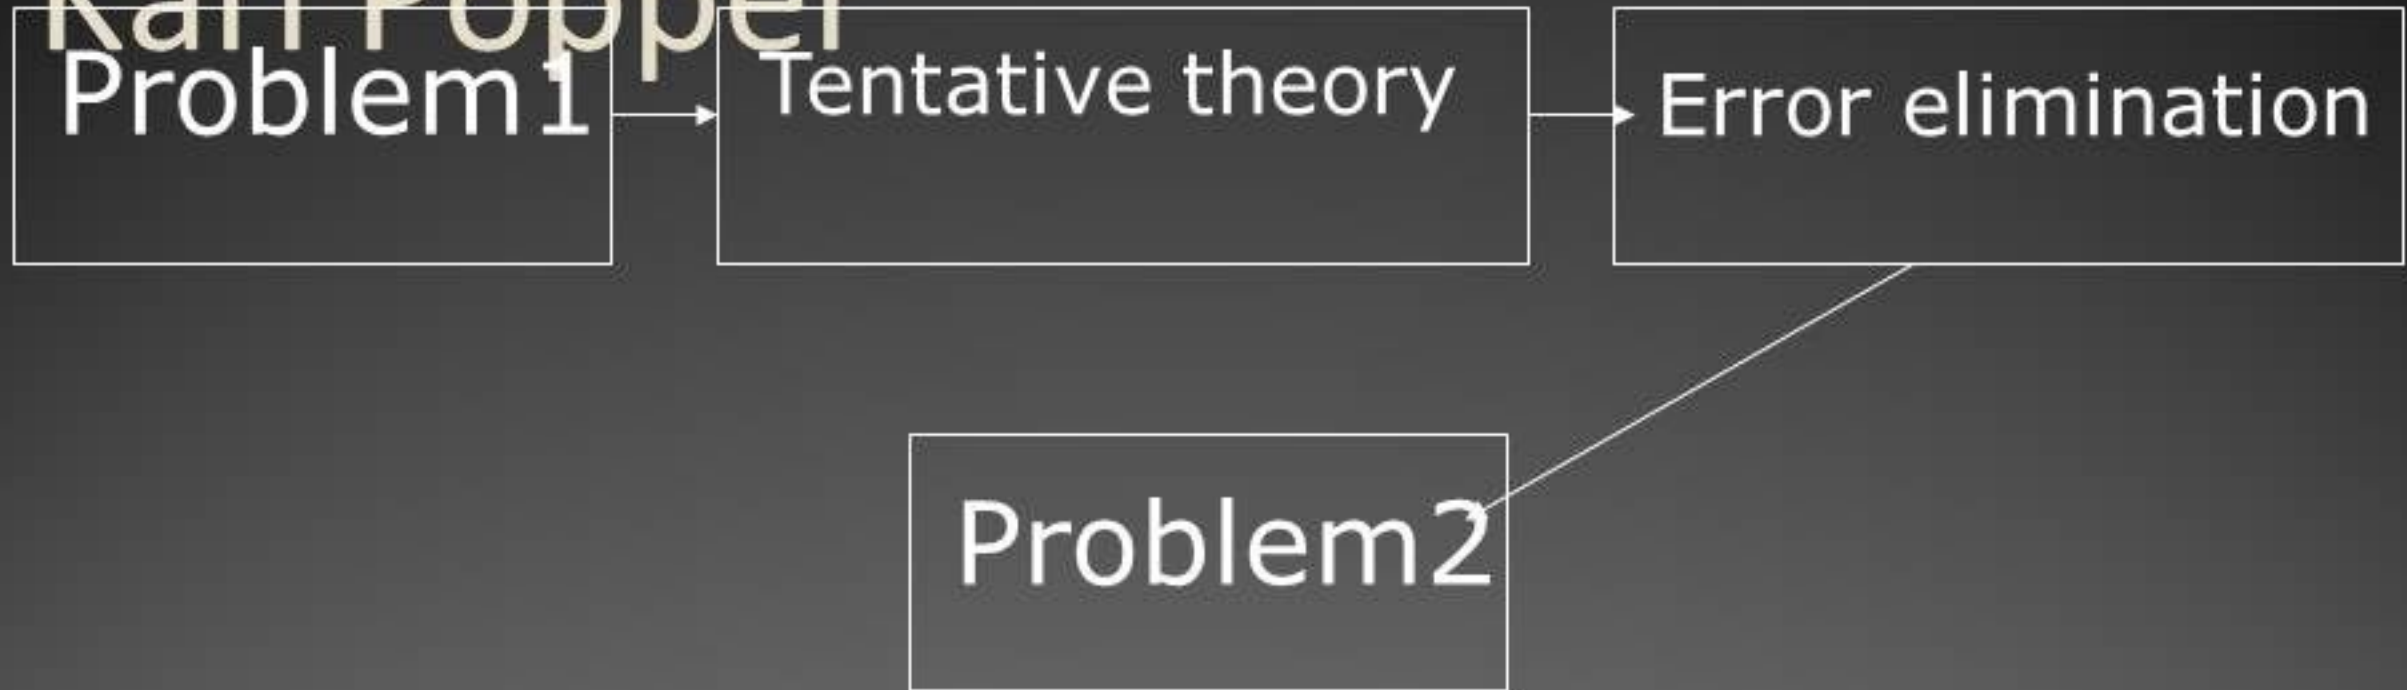 Karl Popper
Problem1
Tentative theory
Error elimination
Problem2